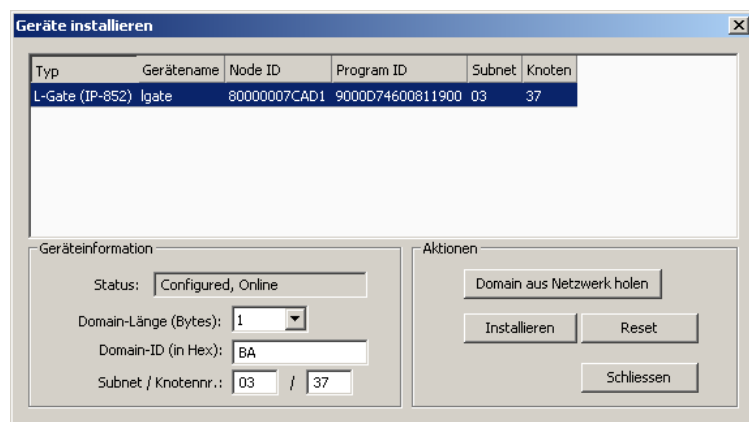 Geräte installieren
Typ Gerätename Node ID Program ID Subnet Knoten
L-Gate (IP-852) lgate 80000007CAD1 9000D74600811900 03 37
Geräteinformation
Status: Configured, Online
Domain-Länge (Bytes): 1
Domain-ID (in Hex): BA
Subnet / Knotennr.: 03 / 37
Aktionen
Domain aus Netzwerk holen
Installieren Reset
Schliessen